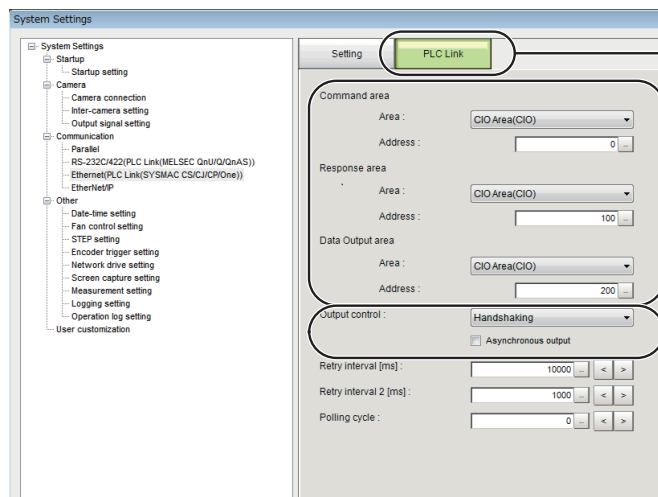 System Settings
System Settings
Startup
Startup setting
Camera
Camera connection
Inter-camera setting
Output signal setting
Communication
Parallel
RS-232C/422(PLC Link(MELSEC QnU/Q/QnAS))
Ethernet(PLC Link(SYSMAC CS/CJ/CP/One))
EtherNet/IP
Other
Date-time setting
Fan control setting
STEP setting
Encoder trigger setting
Network drive setting
Screen capture setting
Measurement setting
Logging setting
Operation log setting
User customization
Setting PLC Link
Command area
Area : CIO Area(CIO)
Address : 0 ...
Response area
Area : CIO Area(CIO)
Address : 100 ...
Data Output area
Area : CIO Area(CIO)
Address : 200 ...
Output control : Handshaking
Asynchronous output
Retry interval [ms] : 10000 ... < >
Retry interval 2 [ms] : 1000 ... < >
Polling cycle : 0 ... < >